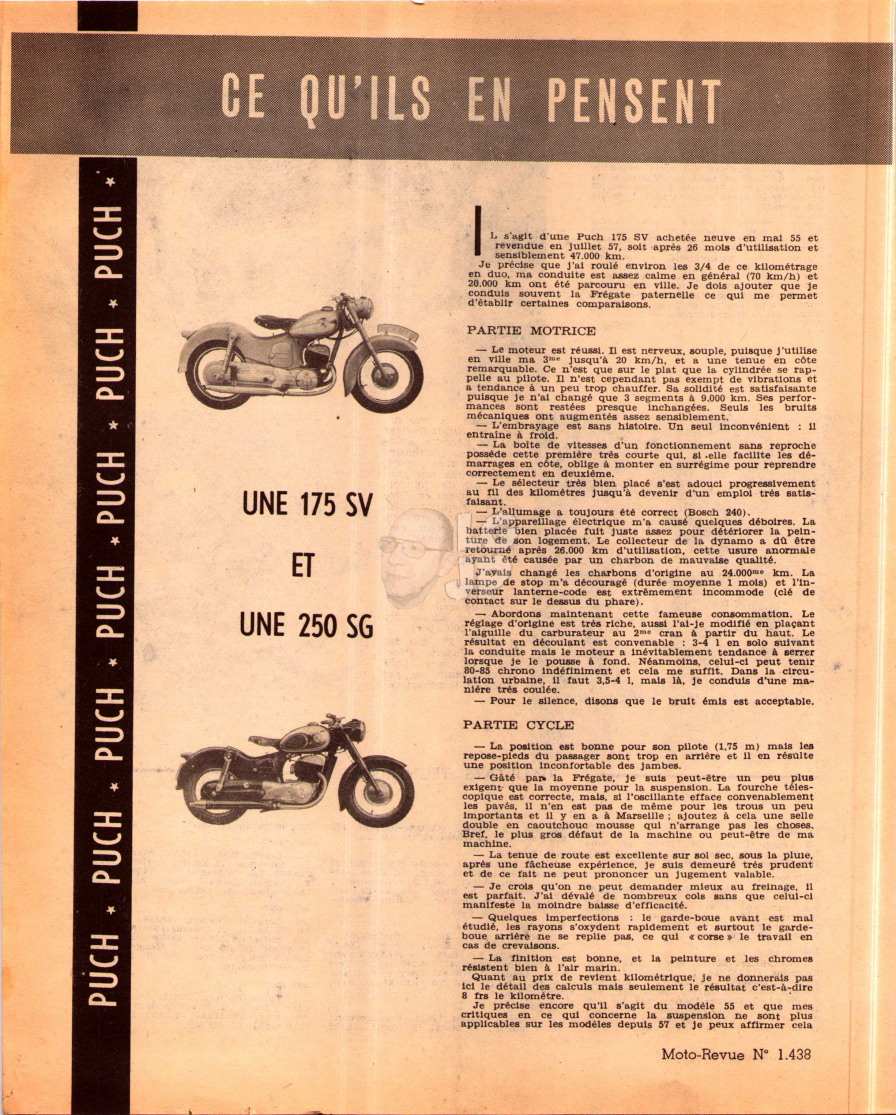 CE QU'ILS EN PENSENT
PUCH ★ PUCH ★ PUCH ★ PUCH ★ PUCH ★ PUCH ★ PUCH ★
UNE 175 SV
ET
UNE 250 SG
IL s'agit d'une Puch 175 SV achetée neuve en mai 55 et
revendue en juillet 57, soit après 26 mois d'utilisation et
sensiblement 47.000 km.
Je précise que j'ai roulé environ les 3/4 de ce kilométrage
en duo, ma conduite est assez calme en général (70 km/h) et
20.000 km ont été parcouru en ville. Je dois ajouter que je
conduis souvent la Frégate paternelle ce qui me permet
d'établir certaines comparaisons.
PARTIE MOTRICE
— Le moteur est réussi. Il est nerveux, souple, puisque j'utilise
en ville ma 3me jusqu'à 20 km/h, et a une tenue en côte
remarquable. Ce n'est que sur le plat que la cylindrée se rap-
pelle au pilote. Il n'est cependant pas exempt de vibrations et
a tendance à un peu trop chauffer. Sa solidité est satisfaisante
puisque je n'ai changé que 3 segments à 9.000 km. Ses perfor-
mances sont restées presque inchangées. Seuls les bruits
mécaniques ont augmentés assez sensiblement.
— L'embrayage est sans histoire. Un seul inconvénient : il
entraîne à froid.
— La boîte de vitesses d'un fonctionnement sans reproche
possède cette première très courte qui, si elle facilite les dé-
marrages en côte, oblige à monter en surrégime pour reprendre
correctement en deuxième.
— Le sélecteur très bien placé s'est adouci progressivement
au fil des kilomètres jusqu'à devenir d'un emploi très satis-
faisant.
— L'allumage a toujours été correct (Bosch 240).
— L'appareillage électrique m'a causé quelques déboires. La
batterie bien placée fuit juste assez pour détériorer la pein-
ture de son logement. Le collecteur de la dynamo a dû être
retourné après 26.000 km d'utilisation, cette usure anormale
ayant été causée par un charbon de mauvaise qualité.
J'avais changé les charbons d'origine au 24.000me km. La
lampe de stop m'a découragé (durée moyenne 1 mois) et l'in-
verseur lanterne-code est extrêmement incommode (clé de
contact sur le dessus du phare).
— Abordons maintenant cette fameuse consommation. Le
réglage d'origine est très riche, aussi l'ai-je modifié en plaçant
l'aiguille du carburateur au 2me cran à partir du haut. Le
résultat en découlant est convenable : 3-4 l en solo suivant
la conduite mais le moteur a inévitablement tendance à serrer
lorsque je le pousse à fond. Néanmoins, celui-ci peut tenir
80-85 chrono indéfiniment et cela me suffit. Dans la circu-
lation urbaine, il faut 3,5-4 l, mais là, je conduis d'une ma-
nière très coulée.
— Pour le silence, disons que le bruit émis est acceptable.
PARTIE CYCLE
— La position est bonne pour son pilote (1,75 m) mais les
repose-pieds du passager sont trop en arrière et il en résulte
une position inconfortable des jambes.
— Gâté par la Frégate, je suis peut-être un peu plus
exigent que la moyenne pour la suspension. La fourche téles-
copique est correcte, mais, si l'oscillante efface convenablement
les pavés, il n'en est pas de même pour les trous un peu
importants et il y en a à Marseille ; ajoutez à cela une selle
double en caoutchouc mousse qui n'arrange pas les choses.
Bref, le plus gros défaut de la machine ou peut-être de ma
machine.
— La tenue de route est excellente sur sol sec, sous la pluie,
après une fâcheuse expérience, je suis demeuré très prudent
et de ce fait ne peut prononcer un jugement valable.
— Je crois qu'on ne peut demander mieux au freinage, il
est parfait. J'ai dévalé de nombreux cols sans que celui-ci
manifeste la moindre baisse d'efficacité.
— Quelques imperfections : le garde-boue avant est mal
étudié, les rayons s'oxydent rapidement et surtout le garde-
boue arrière ne se replie pas, ce qui « corse » le travail en
cas de crevaisons.
— La finition est bonne, et la peinture et les chromes
résistent bien à l'air marin.
Quant au prix de revient kilométrique, je ne donnerais pas
ici le détail des calculs mais seulement le résultat c'est-à-dire
8 frs le kilomètre.
Je précise encore qu'il s'agit du modèle 55 et que mes
critiques en ce qui concerne la suspension ne sont plus
applicables sur les modèles depuis 57 et je peux affirmer cela
Moto-Revue N° 1.438